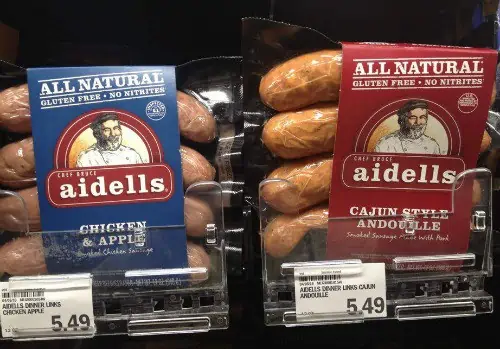 ALL NATURAL
GLUTEN FREE • NO NITRITES
CHEF BRUCE
aidells
CHICKEN
& APPLE
Smoked Chicken Sausage
AIDELLS DINNER LINKS
CHICKEN APPLE
5.49
ALL NATURAL
GLUTEN FREE • NO NITRITES
CHEF BRUCE
aidells
CAJUN STYLE
ANDOUILLE
Smoked Sausage Made with Pork
AIDELLS DINNER LINKS CAJUN
ANDOUILLE
5.49